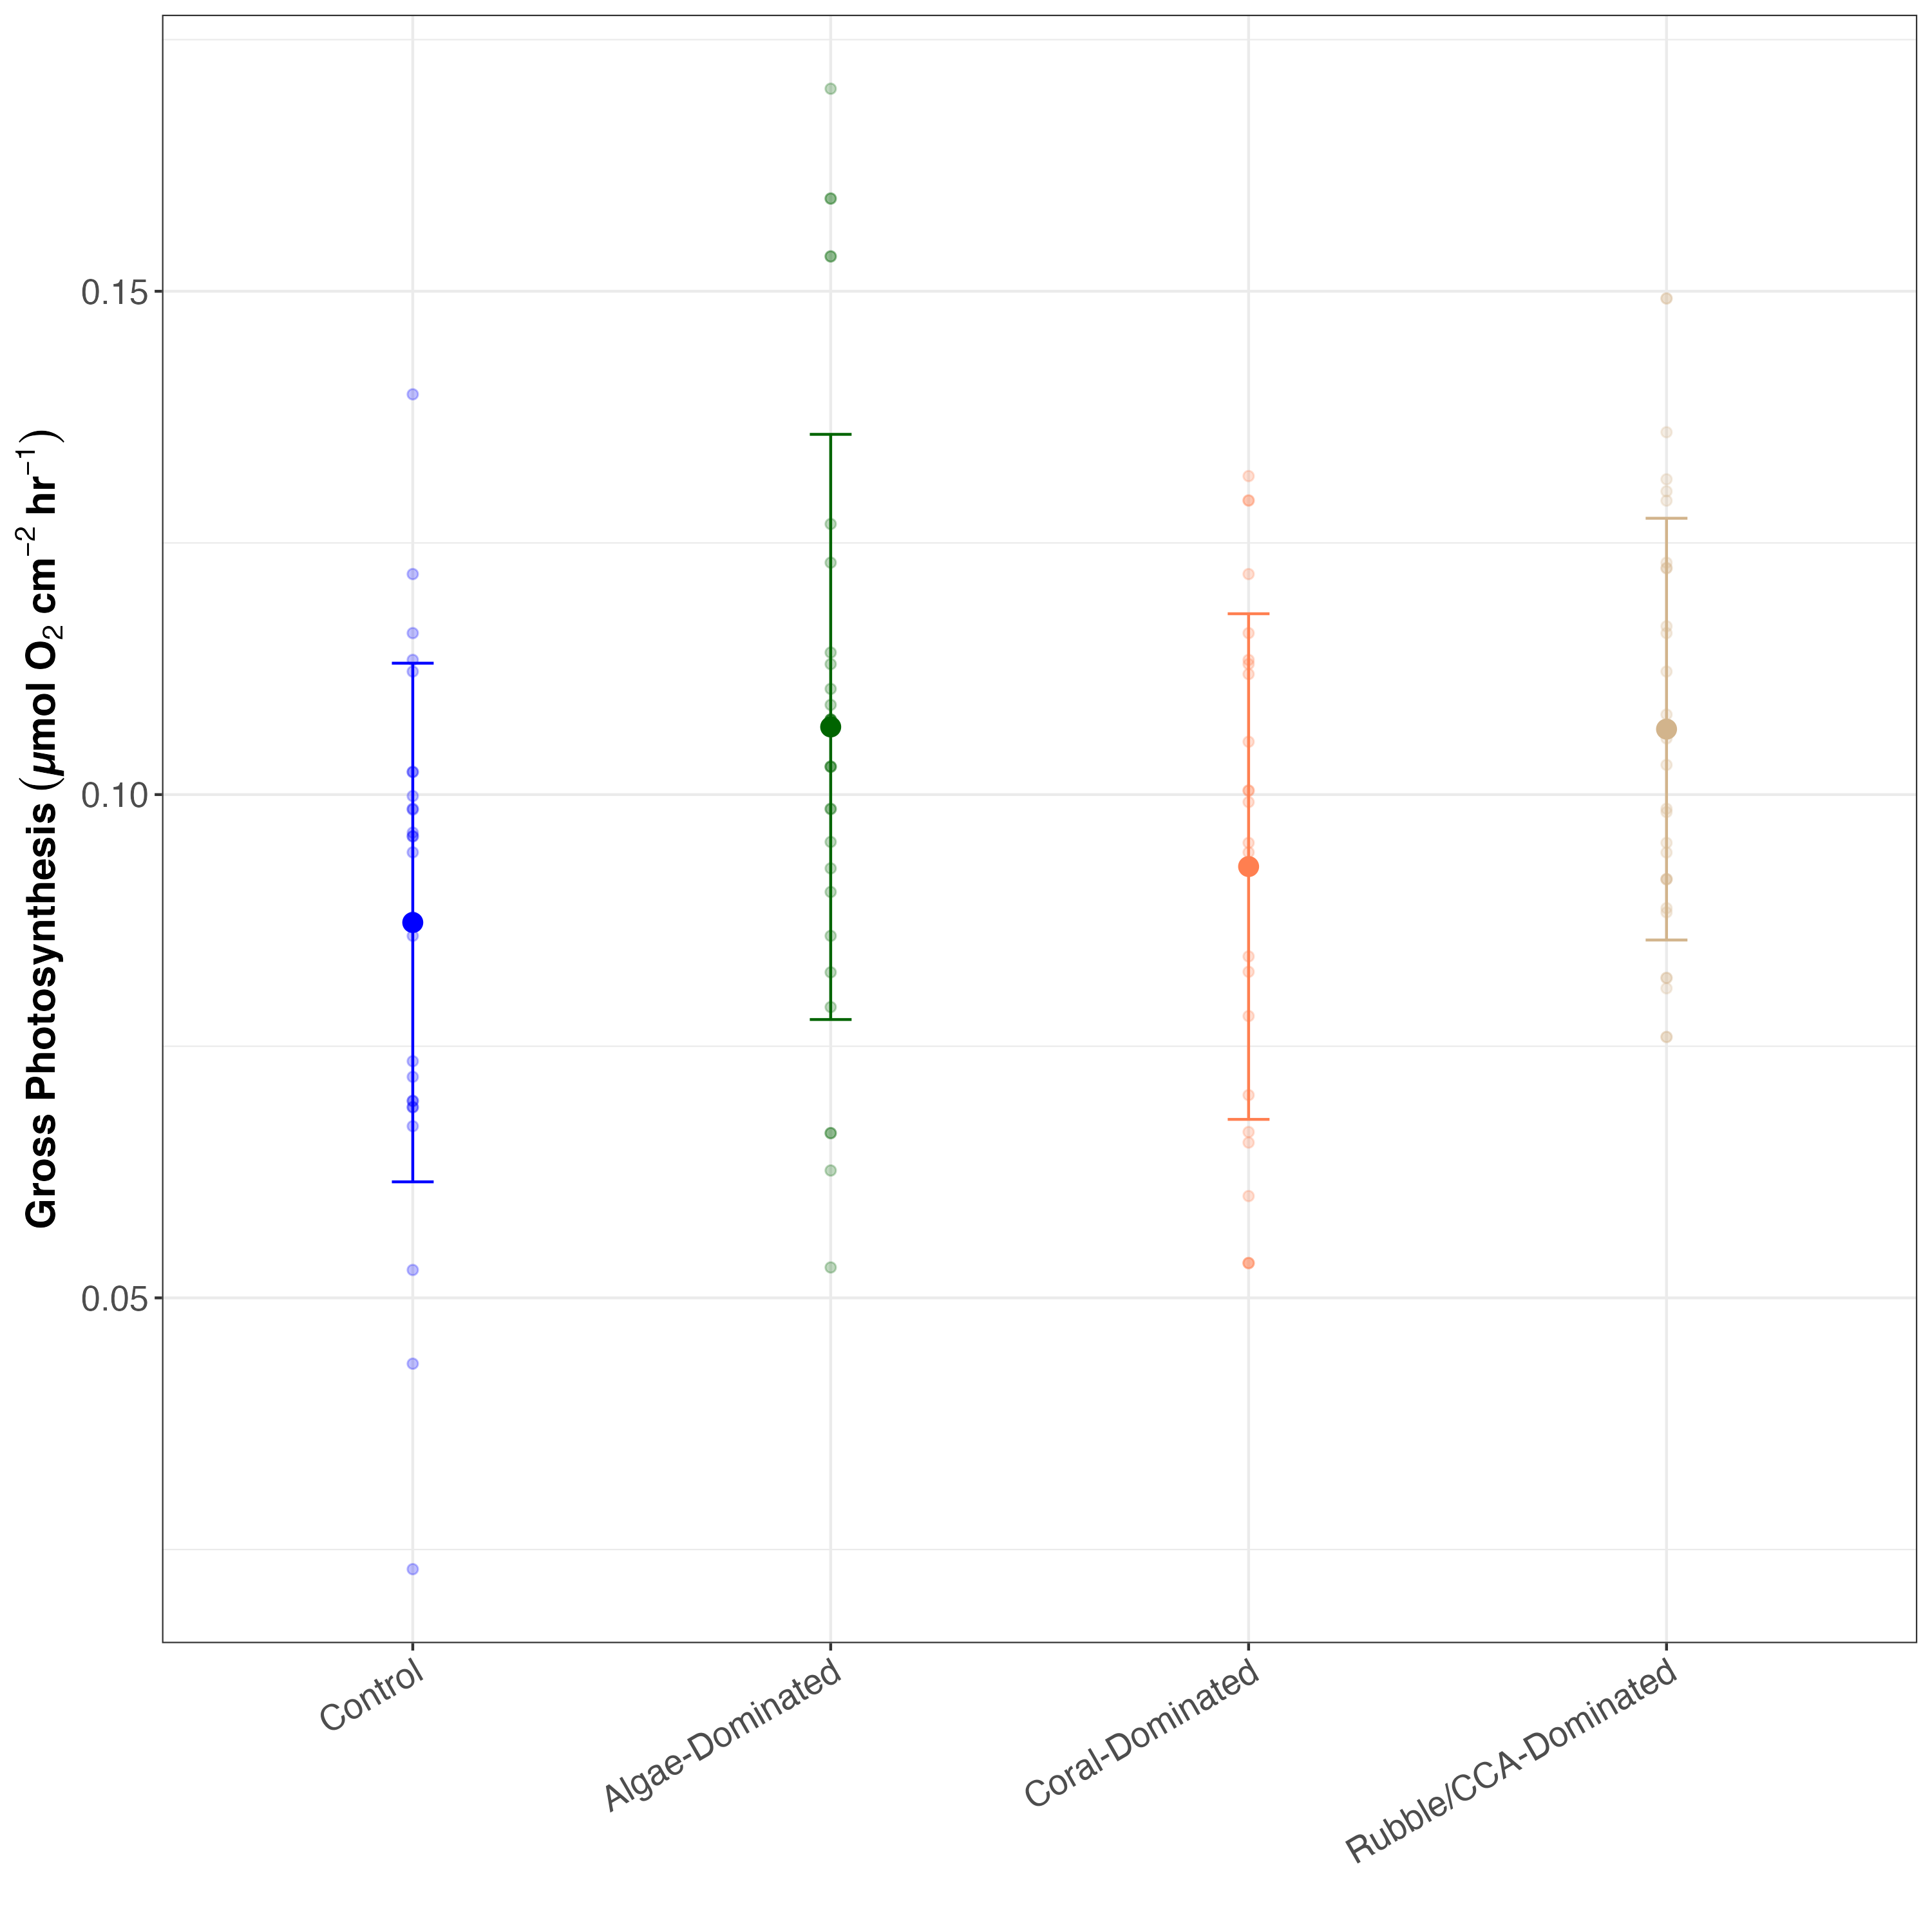 Gross Photosynthesis (µmol O₂ cm⁻² hr⁻¹)
0.15
0.10
0.05
Control
Algae-Dominated
Coral-Dominated
Rubble/CCA-Dominated